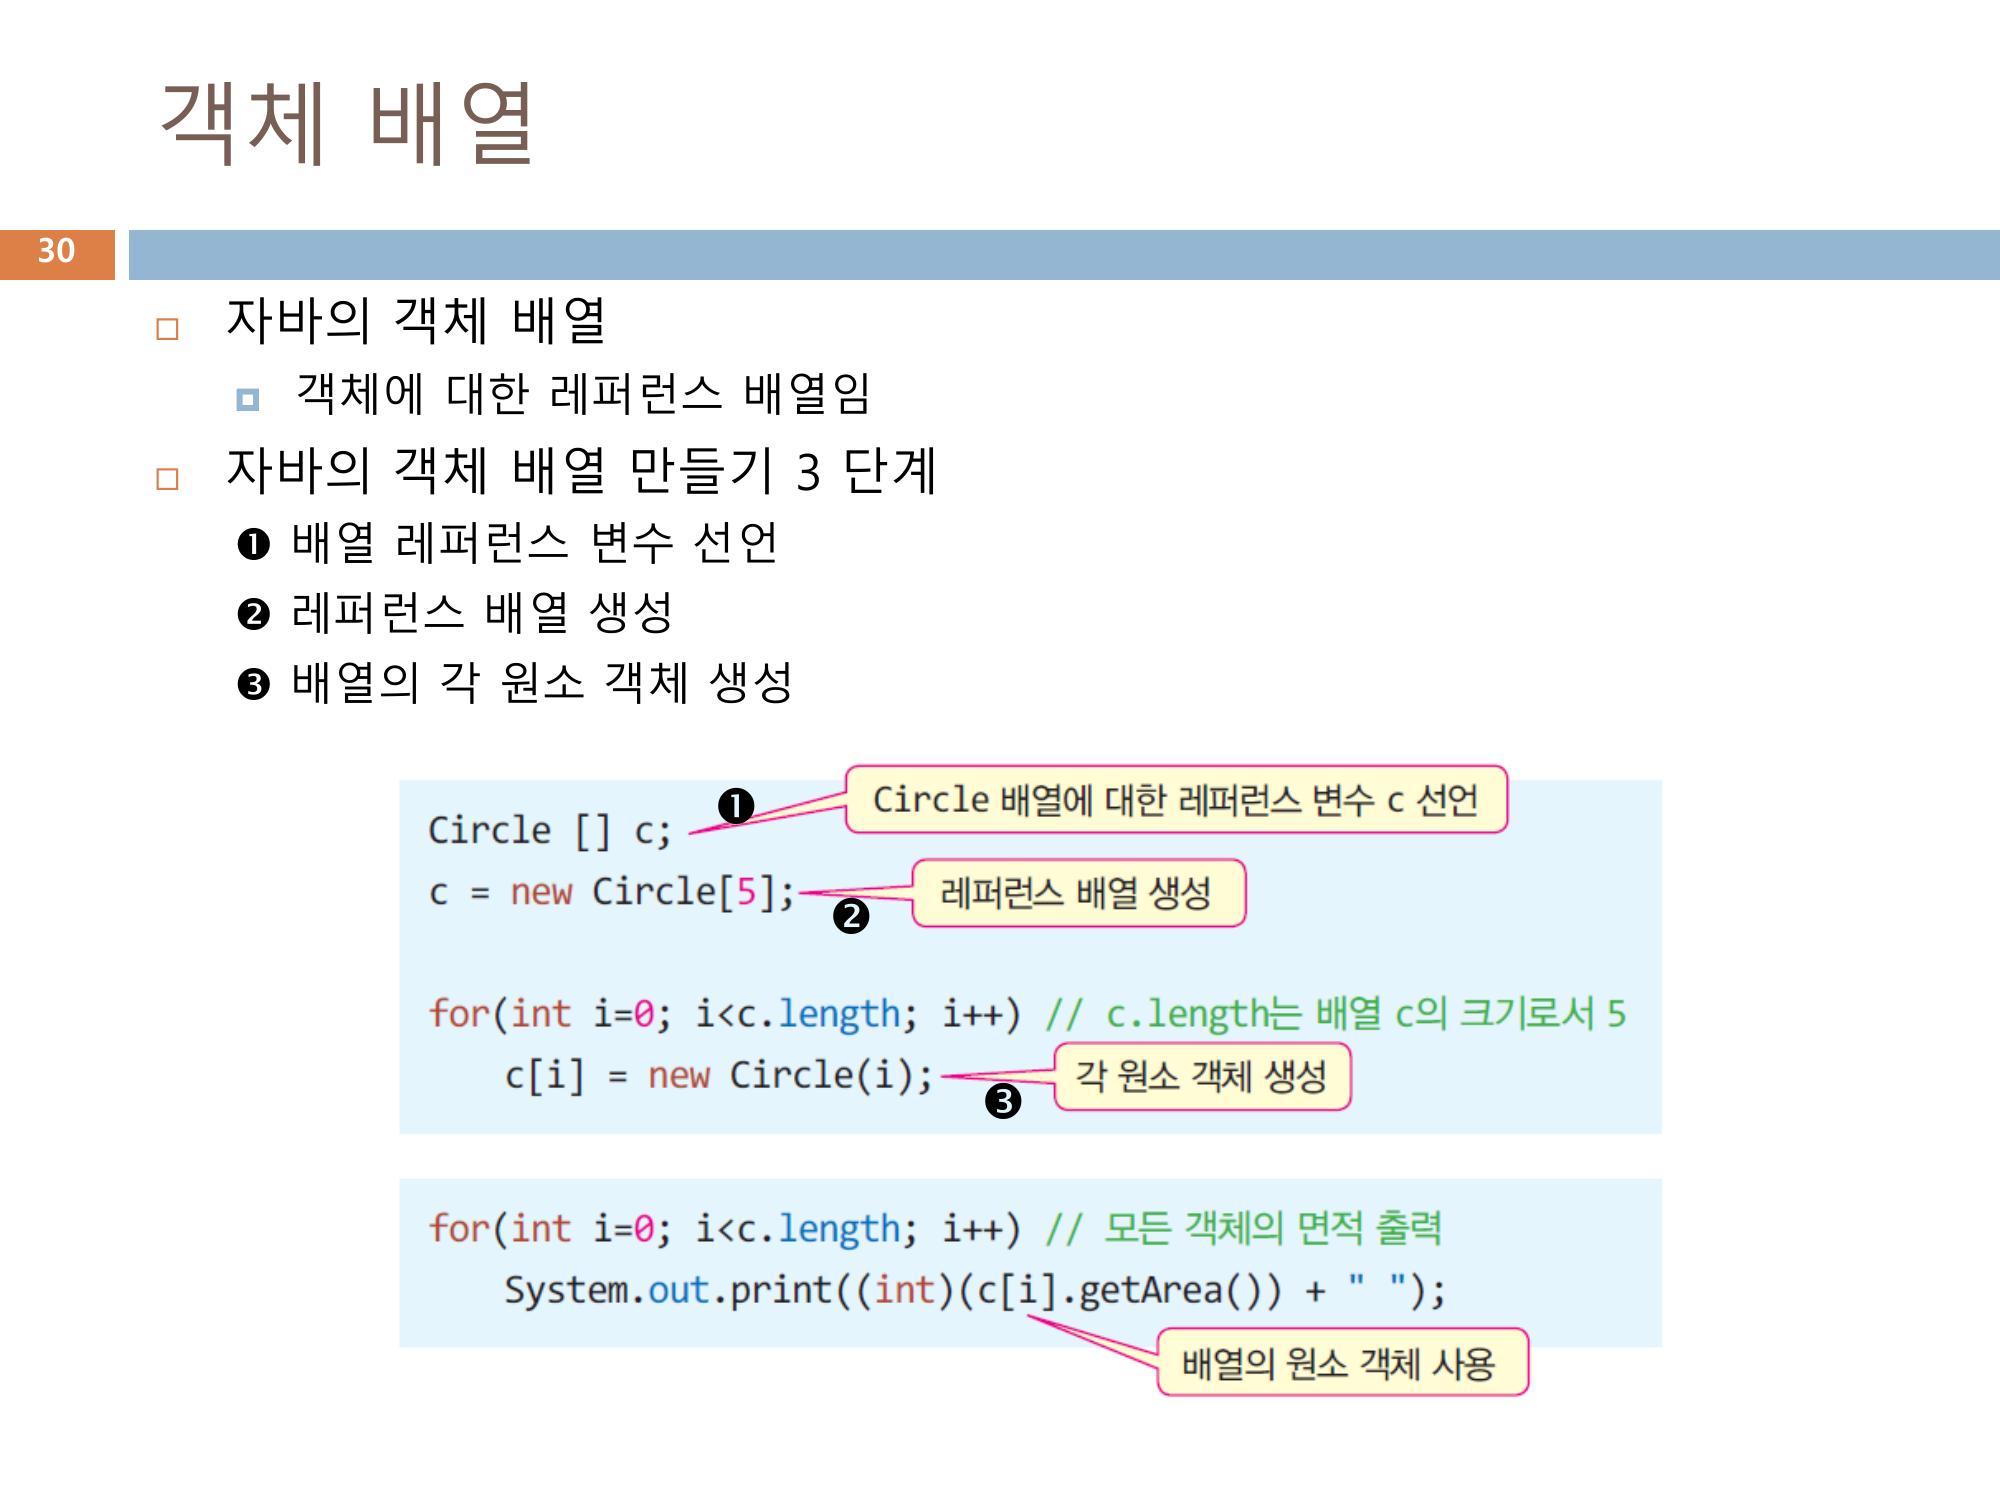 객체 배열
30
자바의 객체 배열
객체에 대한 레퍼런스 배열임
자바의 객체 배열 만들기 3 단계
❶ 배열 레퍼런스 변수 선언
❷ 레퍼런스 배열 생성
❸ 배열의 각 원소 객체 생성
Circle [] c;
❶
Circle 배열에 대한 레퍼런스 변수 c 선언
c = new Circle[5];
❷
레퍼런스 배열 생성
for(int i=0; i<c.length; i++) // c.length는 배열 c의 크기로서 5
c[i] = new Circle(i);
❸
각 원소 객체 생성
for(int i=0; i<c.length; i++) // 모든 객체의 면적 출력
System.out.print((int)(c[i].getArea()) + " ");
배열의 원소 객체 사용